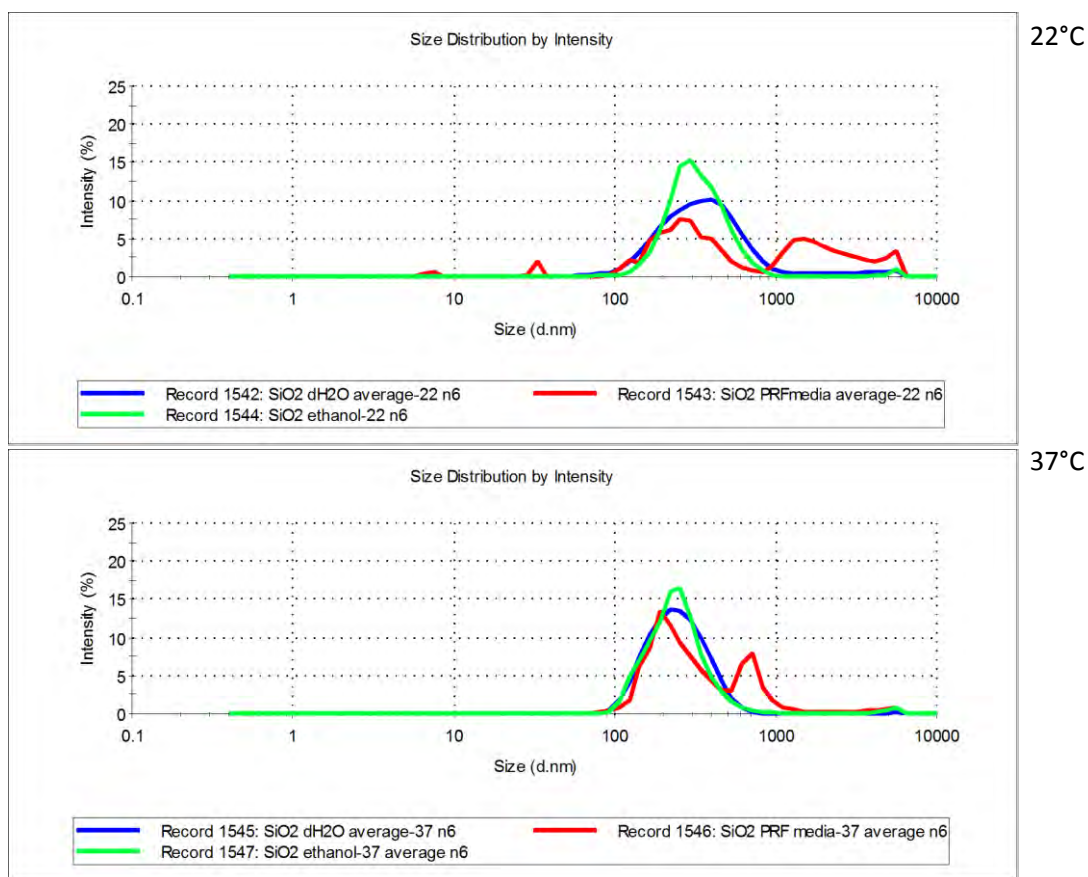 22°C
Size Distribution by Intensity
25
20
15
10
5
0
Intensity (%)
0.1 1 10 100 1000 10000
Size (d.nm)
Record 1542: SiO2 dH2O average-22 n6 Record 1543: SiO2 PRFmedia average-22 n6
Record 1544: SiO2 ethanol-22 n6
37°C
Size Distribution by Intensity
25
20
15
10
5
0
Intensity (%)
0.1 1 10 100 1000 10000
Size (d.nm)
Record 1545: SiO2 dH2O average-37 n6 Record 1546: SiO2 PRF media-37 average n6
Record 1547: SiO2 ethanol-37 average n6